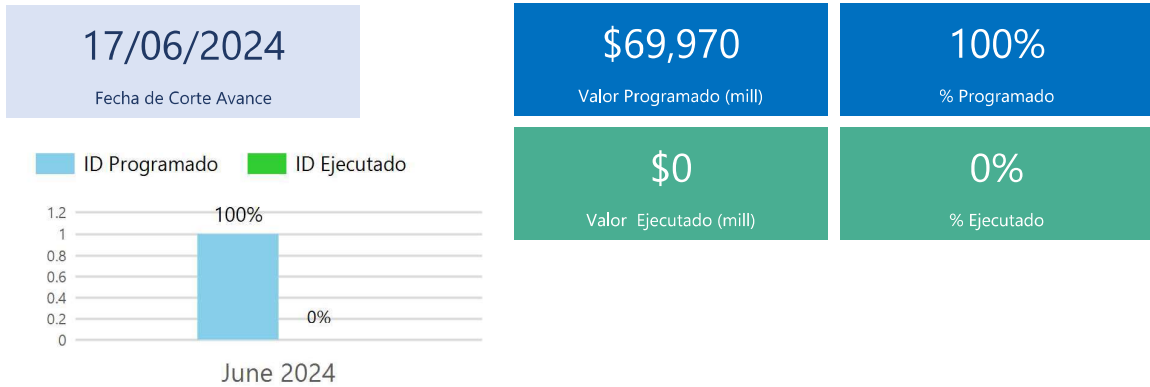 17/06/2024
Fecha de Corte Avance
$69,970
Valor Programado (mill)
100%
% Programado
$0
Valor Ejecutado (mill)
0%
% Ejecutado
ID Programado
ID Ejecutado
1.2
1
0.8
0.6
0.4
0.2
0
100%
0%
June 2024